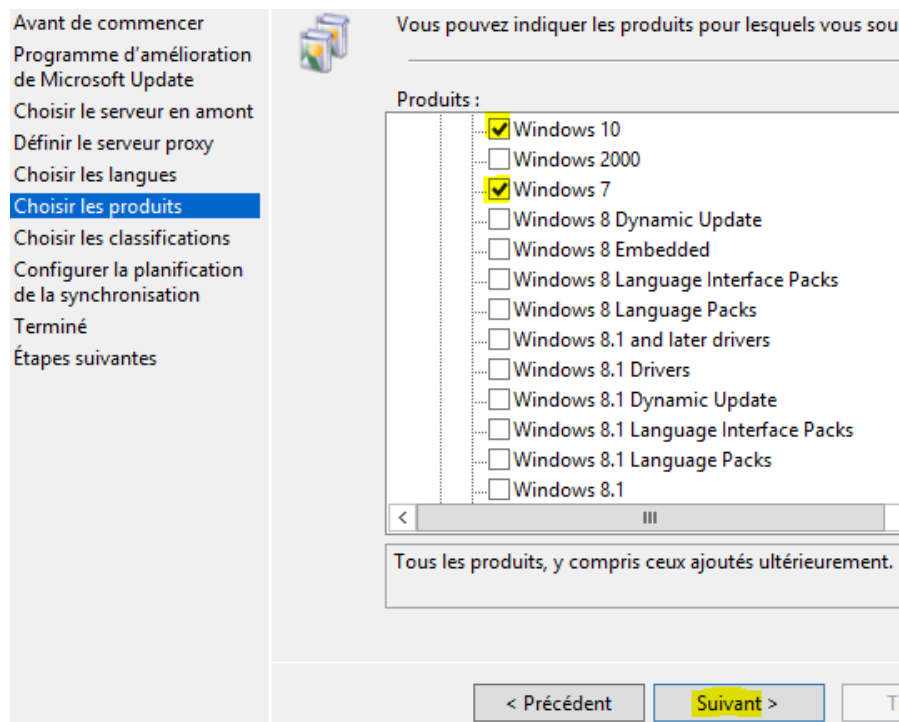 Avant de commencer
Programme d'amélioration
de Microsoft Update
Choisir le serveur en amont
Définir le serveur proxy
Choisir les langues
Choisir les produits
Choisir les classifications
Configurer la planification
de la synchronisation
Terminé
Étapes suivantes
Vous pouvez indiquer les produits pour lesquels vous
Produits :
Windows 10
Windows 2000
Windows 7
Windows 8 Dynamic Update
Windows 8 Embedded
Windows 8 Language Interface Packs
Windows 8 Language Packs
Windows 8.1 and later drivers
Windows 8.1 Drivers
Windows 8.1 Dynamic Update
Windows 8.1 Language Interface Packs
Windows 8.1 Language Packs
Windows 8.1
Tous les produits, y compris ceux ajoutés ultérieurement.
< Précédent
Suivant >